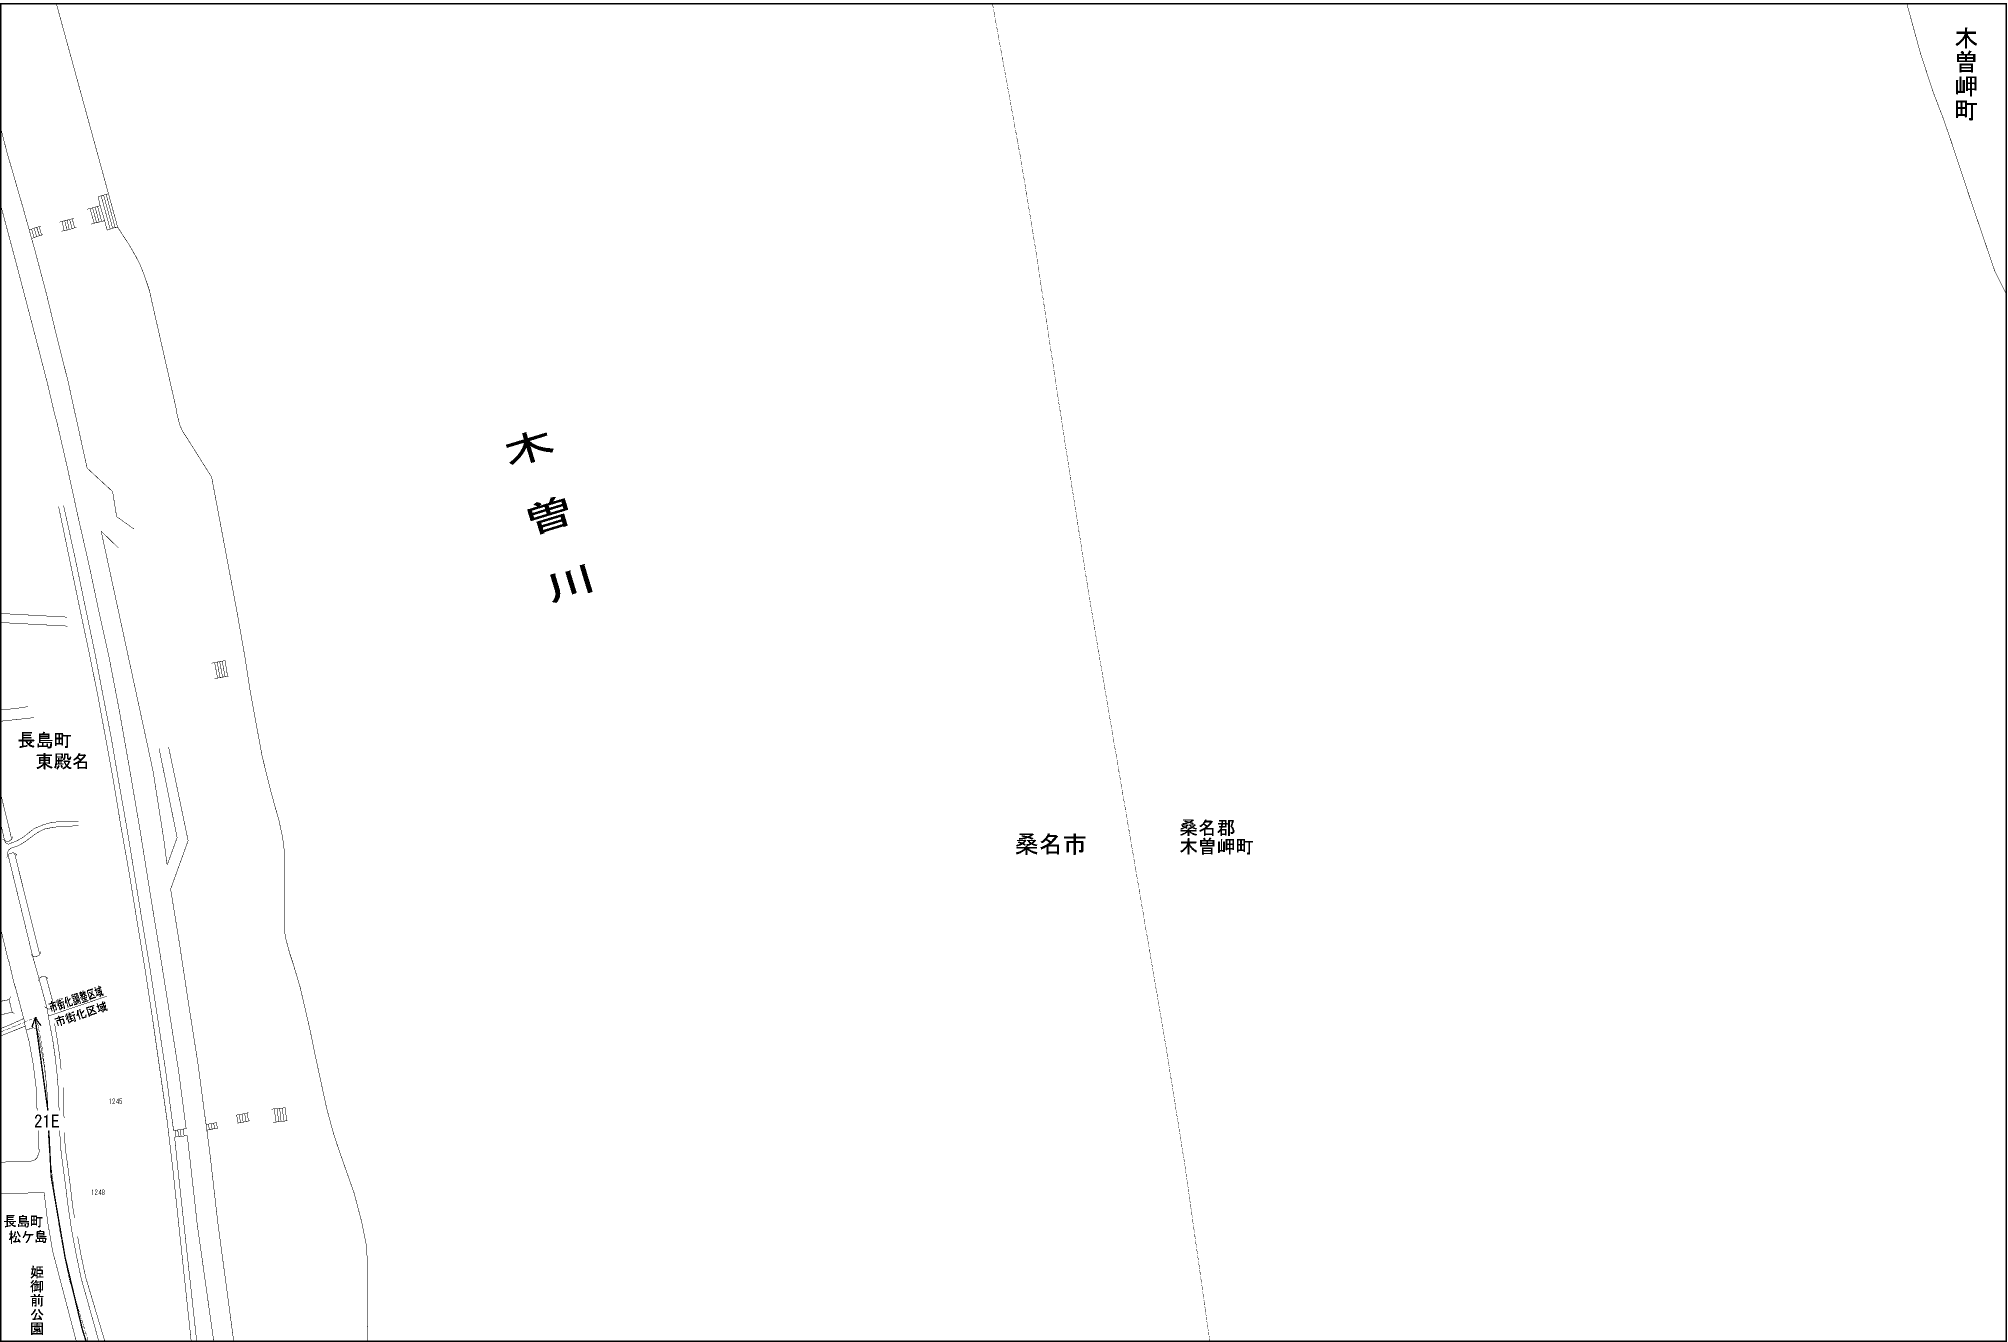 木曽岬町
木曽川
長島町
東殿名
桑名市
桑名郡
木曽岬町
市街化調整区域
市街化区域
1245
21E
1248
長島町
松ケ島
姫御前公園